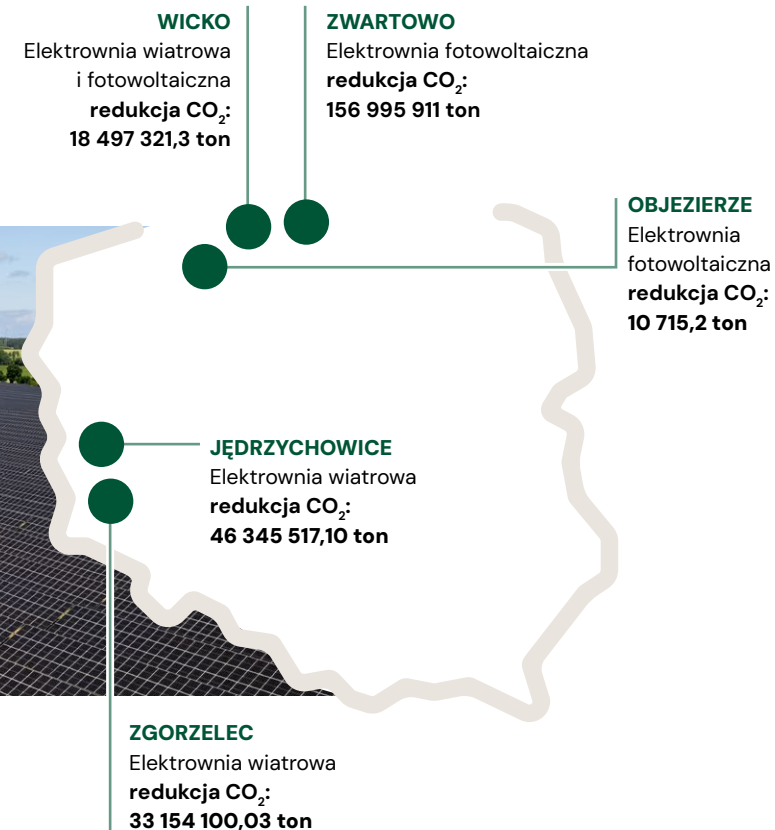 WICKO
Elektrownia wiatrowa
i fotowoltaiczna
redukcja CO₂:
18 497 321,3 ton
ZWARTOWO
Elektrownia fotowoltaiczna
redukcja CO₂:
156 995 911 ton
OBJEZIERZE
Elektrownia
fotowoltaiczna
redukcja CO₂:
10 715,2 ton
JĘDRZYCHOWICE
Elektrownia wiatrowa
redukcja CO₂:
46 345 517,10 ton
ZGORZELEC
Elektrownia wiatrowa
redukcja CO₂:
33 154 100,03 ton